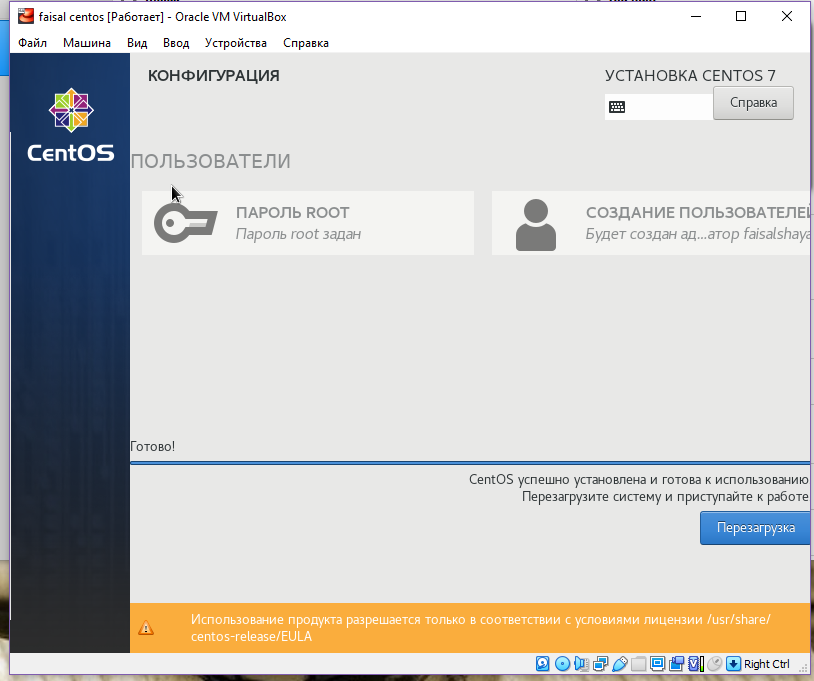 faisal centos [Работает] - Oracle VM VirtualBox
Файл Машина Вид Ввод Устройства Справка
КОНФИГУРАЦИЯ
УСТАНОВКА CENTOS 7
Справка
CentOS
ПОЛЬЗОВАТЕЛИ
ПАРОЛЬ ROOT
Пароль root задан
СОЗДАНИЕ ПОЛЬЗОВАТЕЛЕЙ
Будет создан ад...атор faisalshaya
Готово!
CentOS успешно установлена и готова к использованию
Перезагрузите систему и приступайте к работе
Перезагрузка
Использование продукта разрешается только в соответствии с условиями лицензии /usr/share/
centos-release/EULA
Right Ctrl